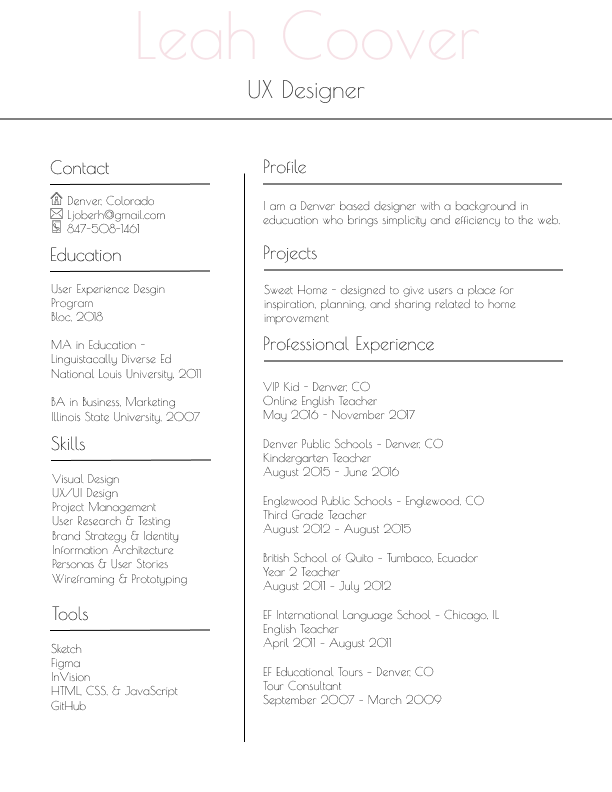 Leah Coover
UX Designer
Contact
Denver, Colorado
Ljoberh@gmail.com
847-508-1461
Education
User Experience Desgin
Program
Bloc, 2018
MA in Education -
Linguistacally Diverse Ed
National Louis University, 2011
BA in Business, Marketing
Illinois State University, 2007
Skills
Visual Design
UX/UI Design
Project Management
User Research & Testing
Brand Strategy & Identity
Information Architecture
Personas & User Stories
Wireframing & Prototyping
Tools
Sketch
Figma
InVision
HTML, CSS, & JavaScript
GitHub
Profile
I am a Denver based designer with a background in
educuation who brings simplicity and efficiency to the web.
Projects
Sweet Home - designed to give users a place for
inspiration, planning, and sharing related to home
improvement
Professional Experience
VIP Kid - Denver, CO
Online English Teacher
May 2016 - November 2017
Denver Public Schools - Denver, CO
Kindergarten Teacher
August 2015 - June 2016
Englewood Public Schools - Englewood, CO
Third Grade Teacher
August 2012 - August 2015
British School of Quito - Tumbaco, Ecuador
Year 2 Teacher
August 2011 - July 2012
EF International Language School - Chicago, IL
English Teacher
April 2011 - August 2011
EF Educational Tours - Denver, CO
Tour Consultant
September 2007 - March 2009